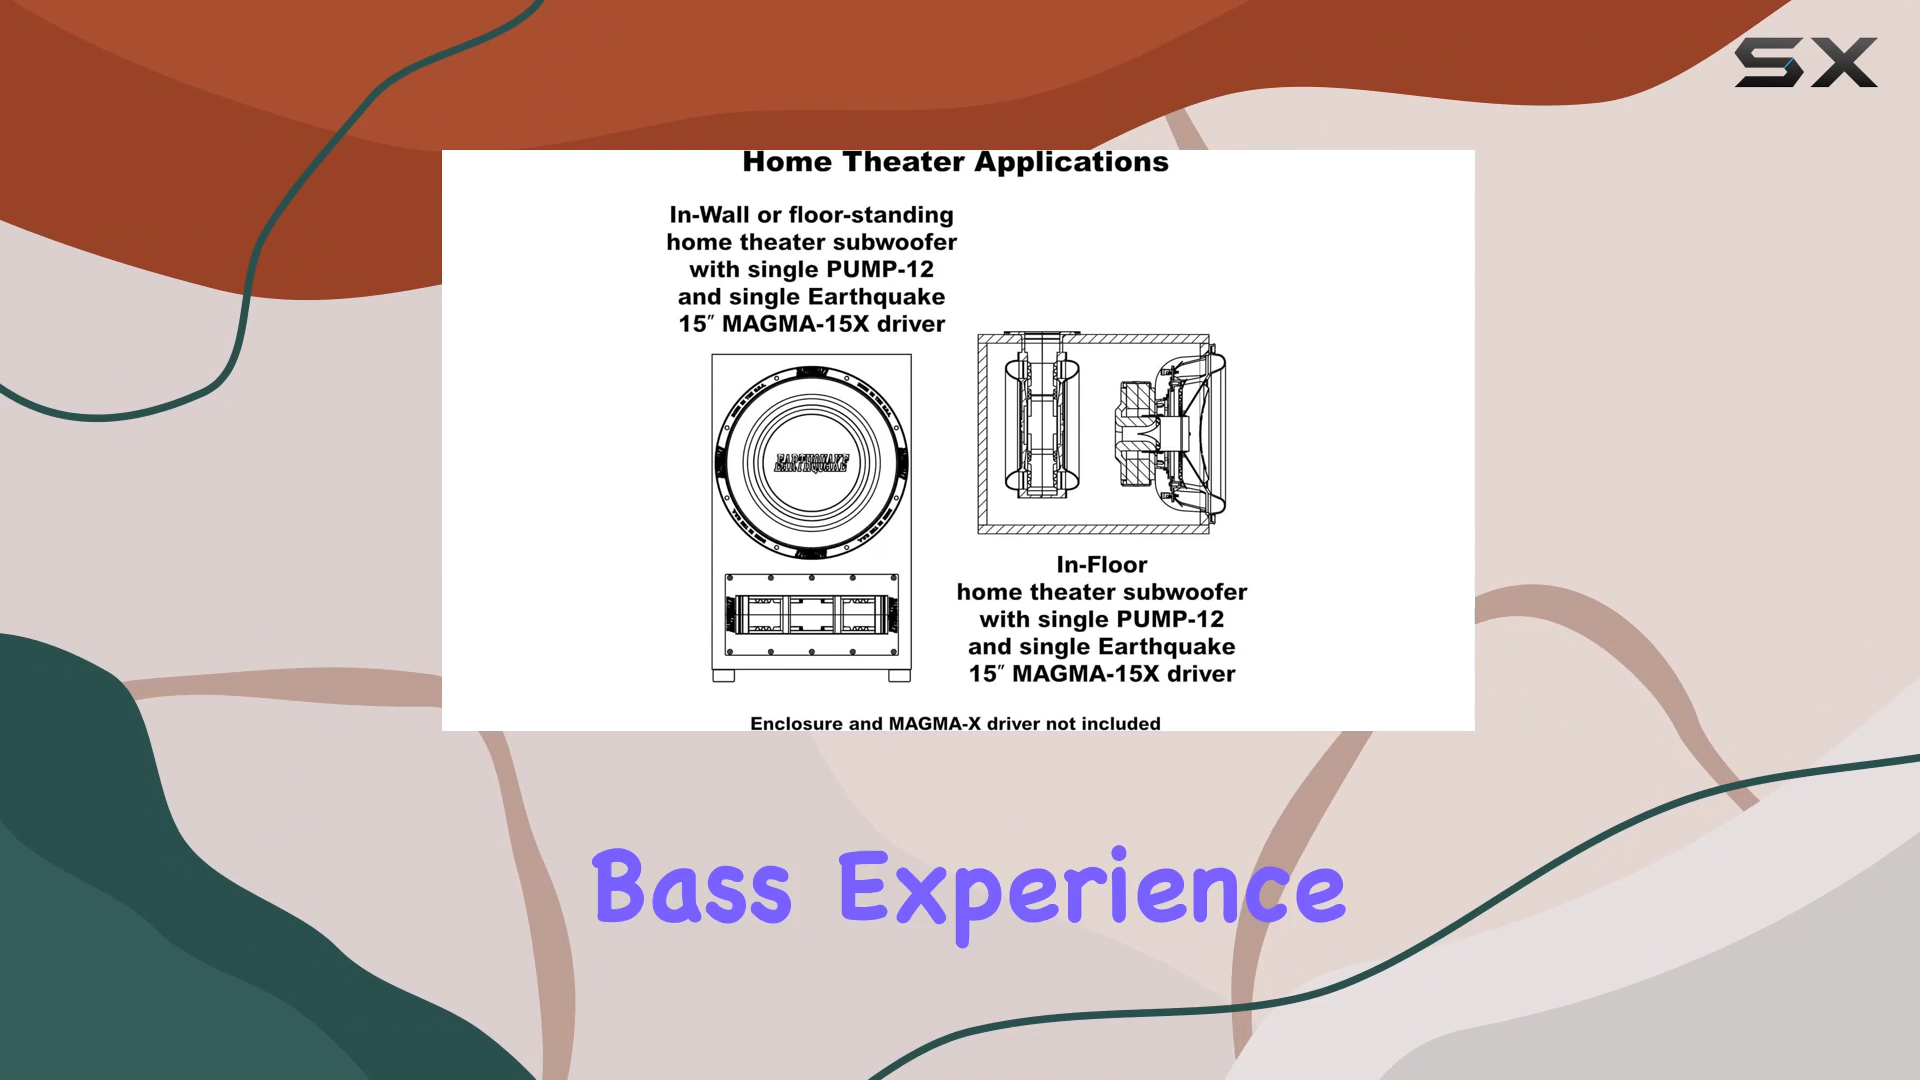 SX
Home Theater Applications
In-Wall or floor-standing
home theater subwoofer
with single PUMP-12
and single Earthquake
15″ MAGMA-15X driver
EARTHQUAKE
In-Floor
home theater subwoofer
with single PUMP-12
and single Earthquake
15″ MAGMA-15X driver
Enclosure and MAGMA-X driver not included
Bass Experience